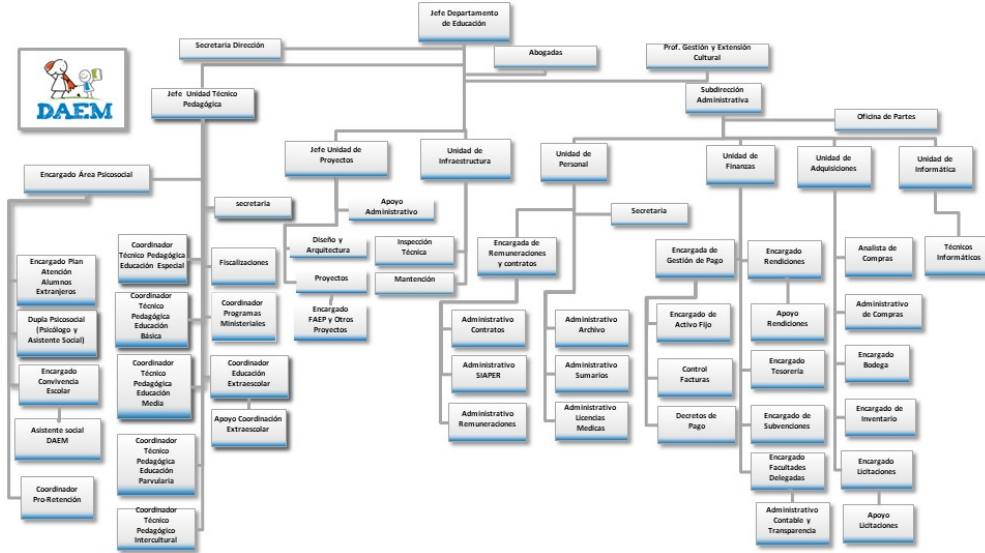 Jefe Departamento
de Educación
Secretaria Dirección
Abogadas
Prof. Gestión y Extensión
Cultural
DAEM
Jefe Unidad Técnico
Pedagógica
Subdirección
Administrativa
Oficina de Partes
Jefe Unidad de
Proyectos
Unidad de
Infraestructura
Unidad de
Personal
Unidad de
Finanzas
Unidad de
Adquisiciones
Unidad de
Informática
Encargado Área Psicosocial
secretaria
Apoyo
Administrativo
Secretaria
Encargado Plan
Atención
Alumnos
Extranjeros
Dupla Psicosocial
(Psicólogo y
Asistente Social)
Encargado
Convivencia
Escolar
Asistente social
DAEM
Coordinador
Pro-Retención
Coordinador
Técnico Pedagógica
Educación Especial
Coordinador
Técnico
Pedagógica
Educación
Básica
Coordinador
Técnico
Pedagógica
Educación
Media
Coordinador
Técnico
Pedagógica
Educación
Parvularia
Coordinador
Técnico
Pedagógico
Intercultural
Fiscalizaciones
Coordinador
Programas
Ministeriales
Coordinador
Educación
Extraescolar
Apoyo Coordinación
Extraescolar
Diseño y
Arquitectura
Proyectos
Encargado
FAEP y Otros
Proyectos
Inspección
Técnica
Mantención
Encargada de
Remuneraciones
y contratos
Administrativo
Contratos
Administrativo
SIAPER
Administrativo
Remuneraciones
Administrativo
Archivo
Administrativo
Sumarios
Administrativo
Licencias
Medicas
Encargada de
Gestión de Pago
Encargado de
Activo Fijo
Control
Facturas
Decretos de
Pago
Encargado
Rendiciones
Apoyo
Rendiciones
Encargado
Tesorería
Encargado de
Subvenciones
Encargado
Facultades
Delegadas
Administrativo
Contable y
Transparencia
Analista de
Compras
Administrativo
de Compras
Encargado
Bodega
Encargado de
Inventario
Encargado
Licitaciones
Apoyo
Licitaciones
Técnicos
Informáticos